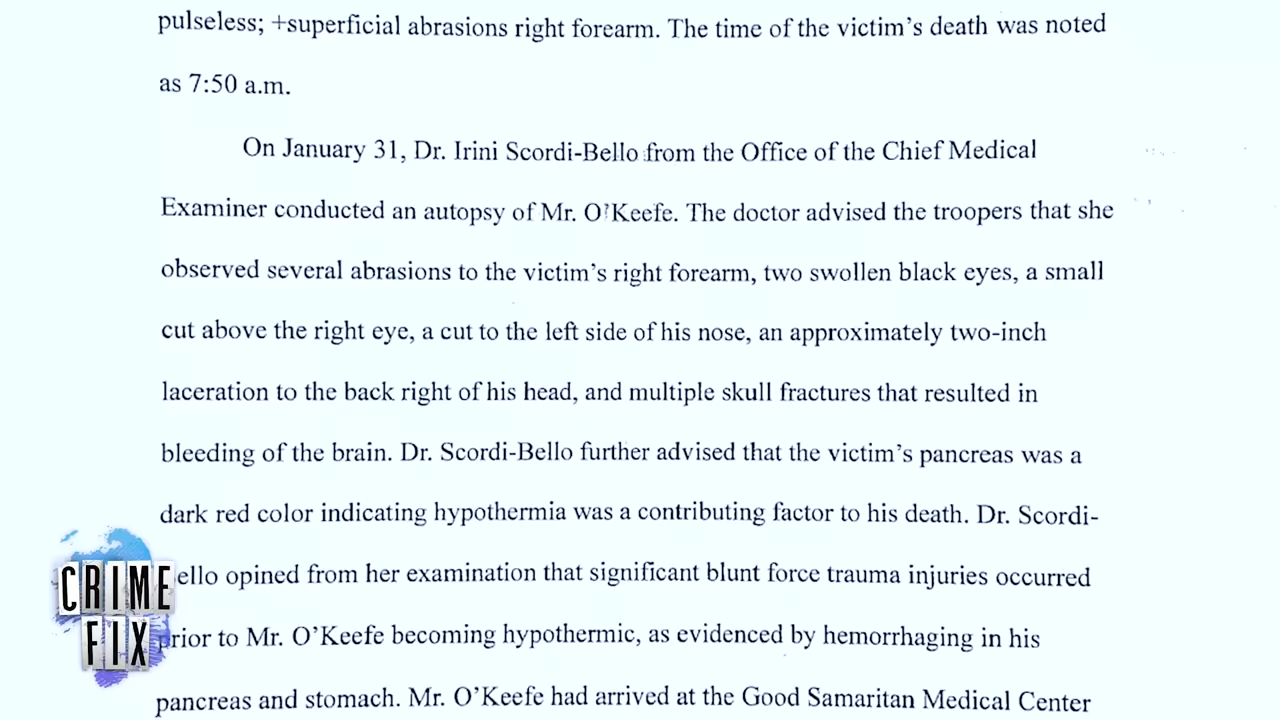 pulseless; +superficial abrasions right forearm. The time of the victim's death was noted
as 7:50 a.m.
On January 31, Dr. Irini Scordi-Bello from the Office of the Chief Medical
Examiner conducted an autopsy of Mr. O'Keefe. The doctor advised the troopers that she
observed several abrasions to the victim's right forearm, two swollen black eyes, a small
cut above the right eye, a cut to the left side of his nose, an approximately two-inch
laceration to the back right of his head, and multiple skull fractures that resulted in
bleeding of the brain. Dr. Scordi-Bello further advised that the victim's pancreas was a
dark red color indicating hypothermia was a contributing factor to his death. Dr. Scordi-
ello opined from her examination that significant blunt force trauma injuries occurred
prior to Mr. O'Keefe becoming hypothermic, as evidenced by hemorrhaging in his
pancreas and stomach. Mr. O'Keefe had arrived at the Good Samaritan Medical Center
CRIME
FIX